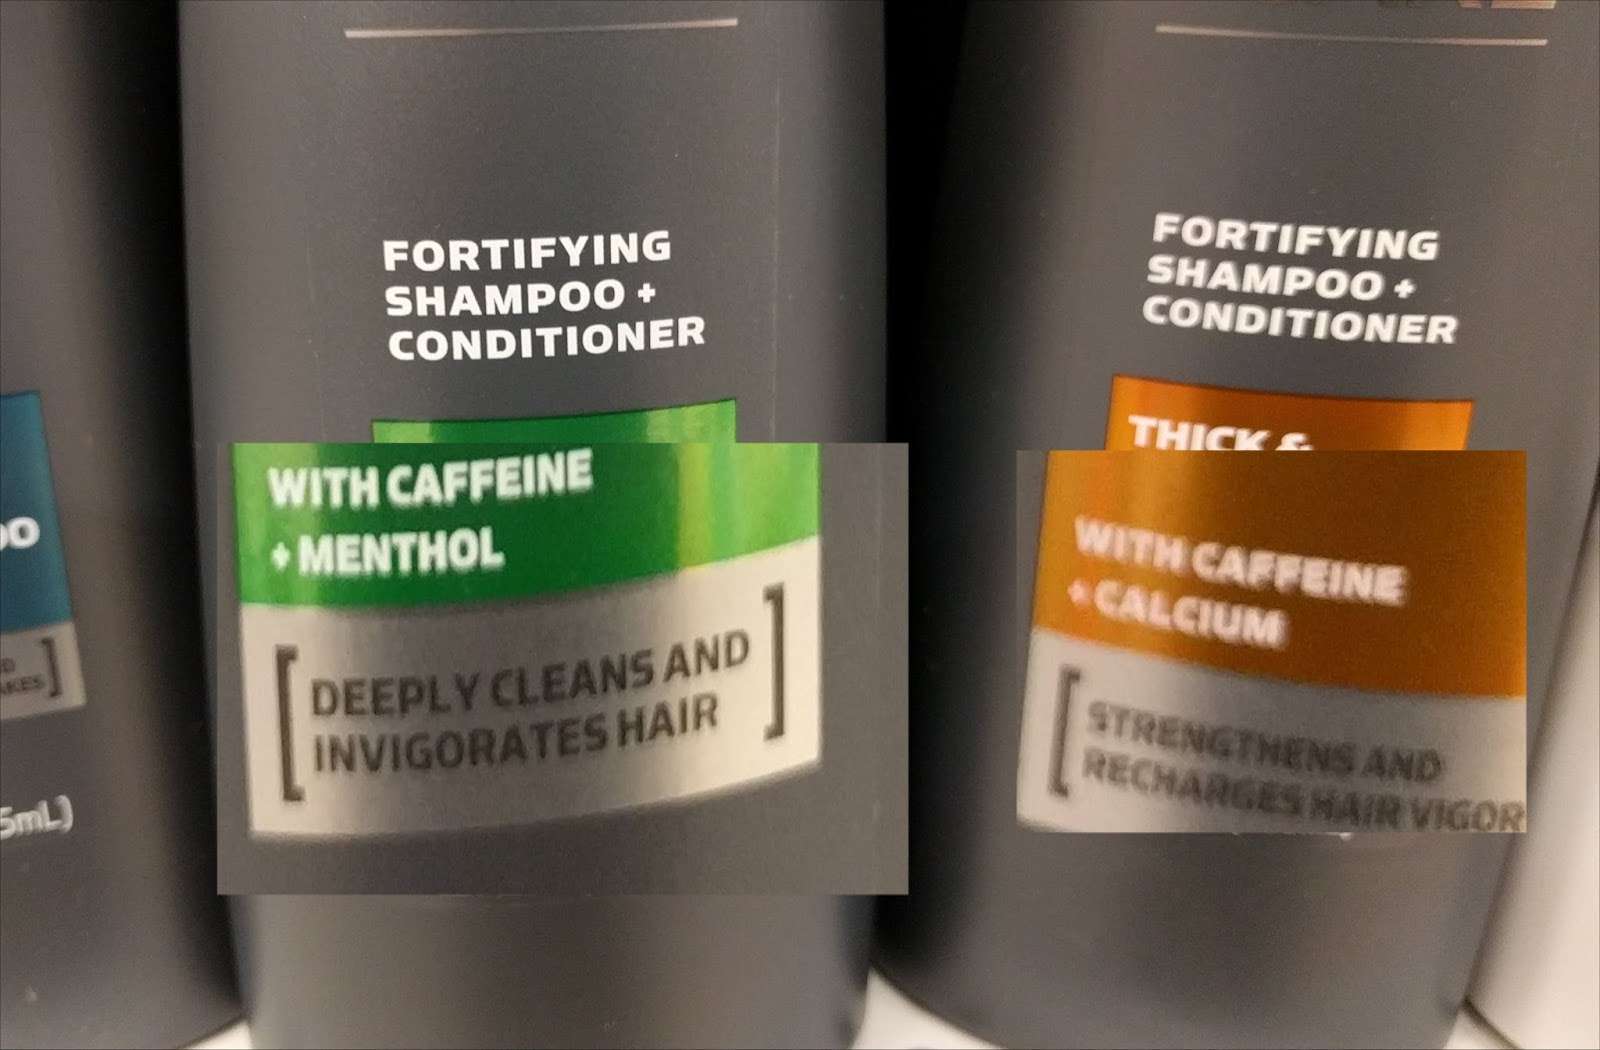 FORTIFYING
SHAMPOO +
CONDITIONER
WITH CAFFEINE
+ MENTHOL
[DEEPLY CLEANS AND
INVIGORATES HAIR]
FORTIFYING
SHAMPOO +
CONDITIONER
THICK &
WITH CAFFEINE
+ CALCIUM
[STRENGTHENS AND
RECHARGES HAIR VIGOR
5mL)